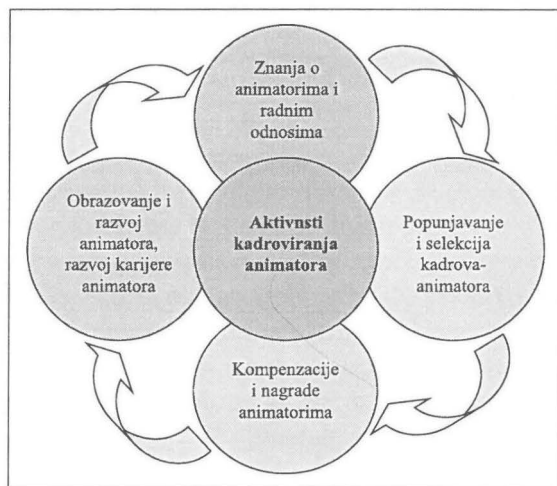 Znanja o
animatorima i
radnim
odnosima
Obrazovanje i
razvoj
animatora,
razvoj karijere
animatora
Aktivnsti
kadroviranja
animatora
Popunjavanje
i selekcija
kadrova-
animatora
Kompenzacije
i nagrade
animatorima